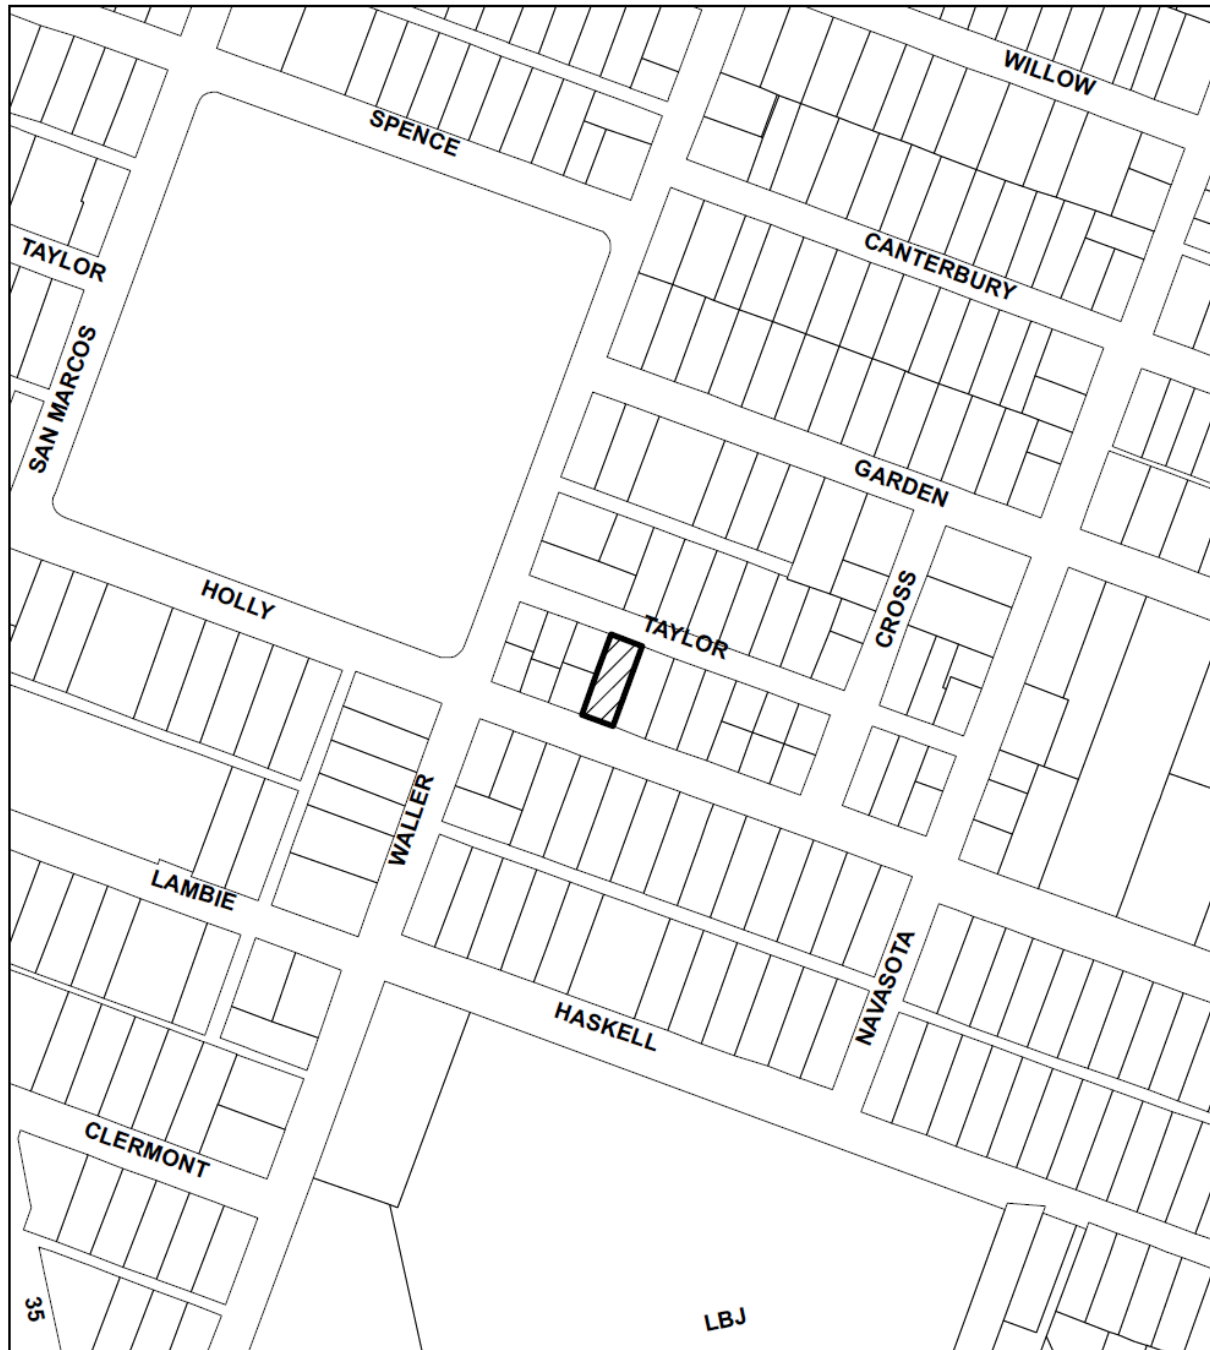 WILLOW
SPENCE
TAYLOR
CANTERBURY
SAN MARCOS
GARDEN
HOLLY
CROSS
TAYLOR
WALLER
LAMBIE
NAVASOTA
HASKELL
CLERMONT
35
LBJ